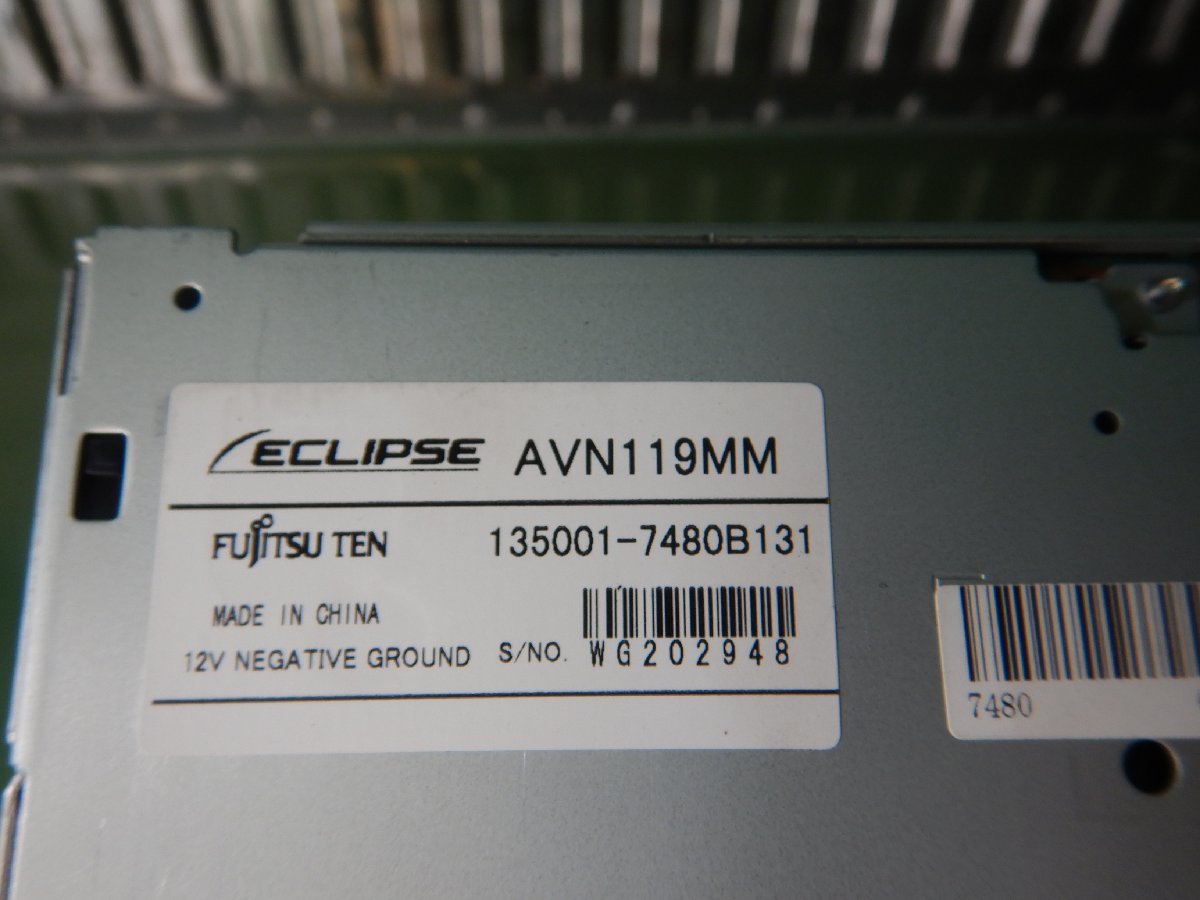 ECLIPSE AVN119MM
FUJITSU TEN 135001-7480B131
MADE IN CHINA
12V NEGATIVE GROUND S/NO. WG202948
7480